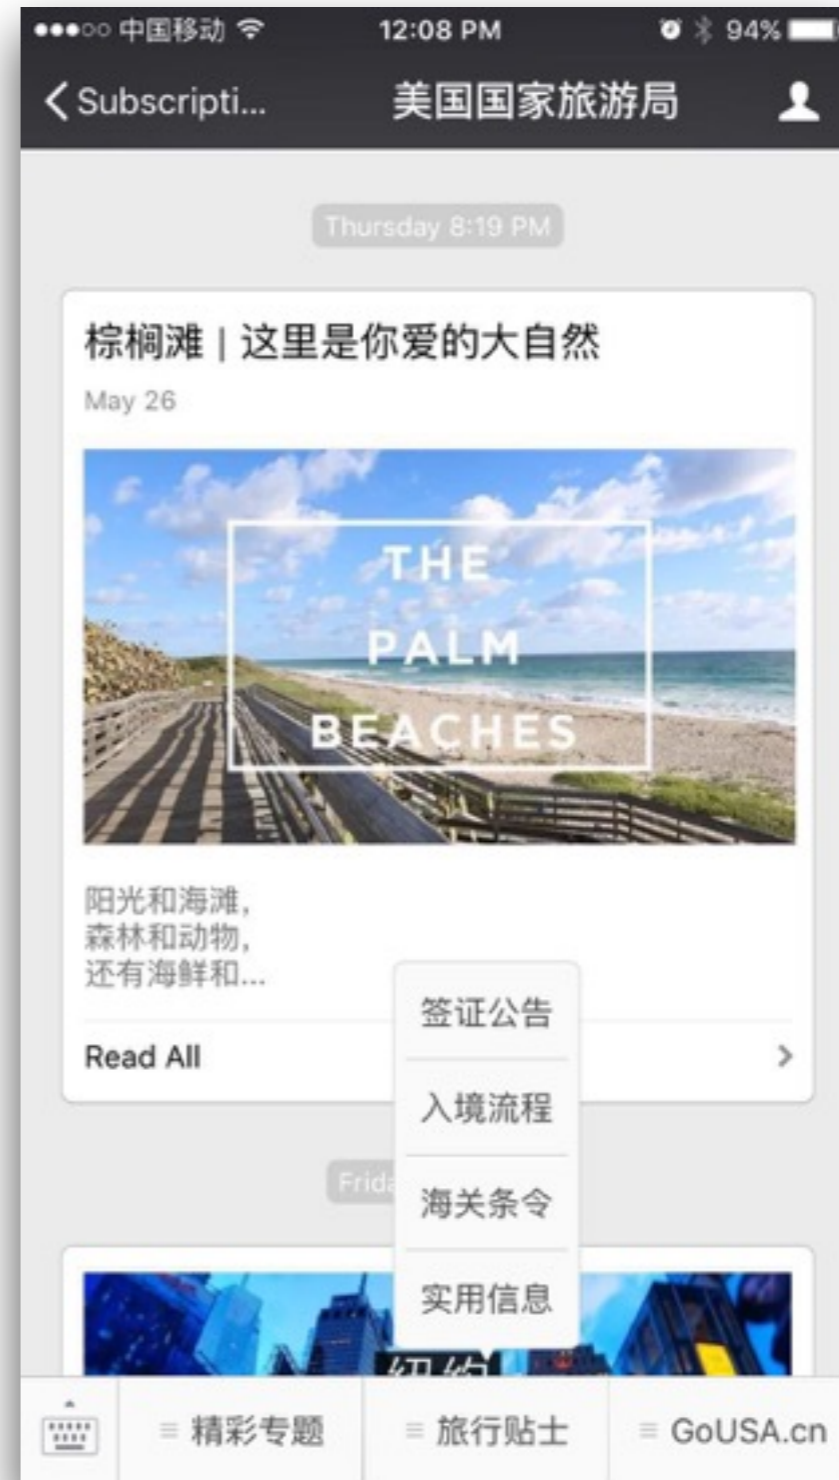 中国移动 12:08 PM 94%
Subscripti... 美国国家旅游局
Thursday 8:19 PM
棕榈滩 | 这里是你爱的大自然
May 26
THE
PALM
BEACHES
阳光和海滩，
森林和动物，
还有海鲜和...
Read All
签证公告
入境流程
海关条令
实用信息
纽约
精彩专题 旅行贴士 GoUSA.cn